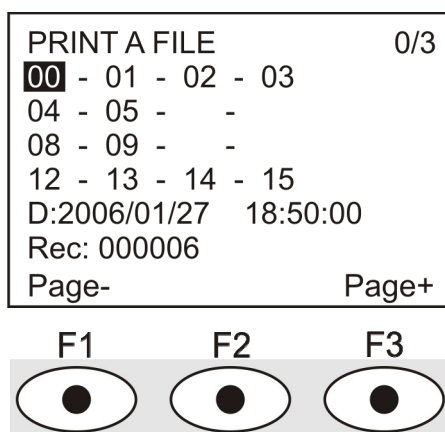 PRINT A FILE 0/3
00 - 01 - 02 - 03
04 - 05 - -
08 - 09 - -
12 - 13 - 14 - 15
D:2006/01/27 18:50:00
Rec: 000006
Page- Page+
F1 F2 F3